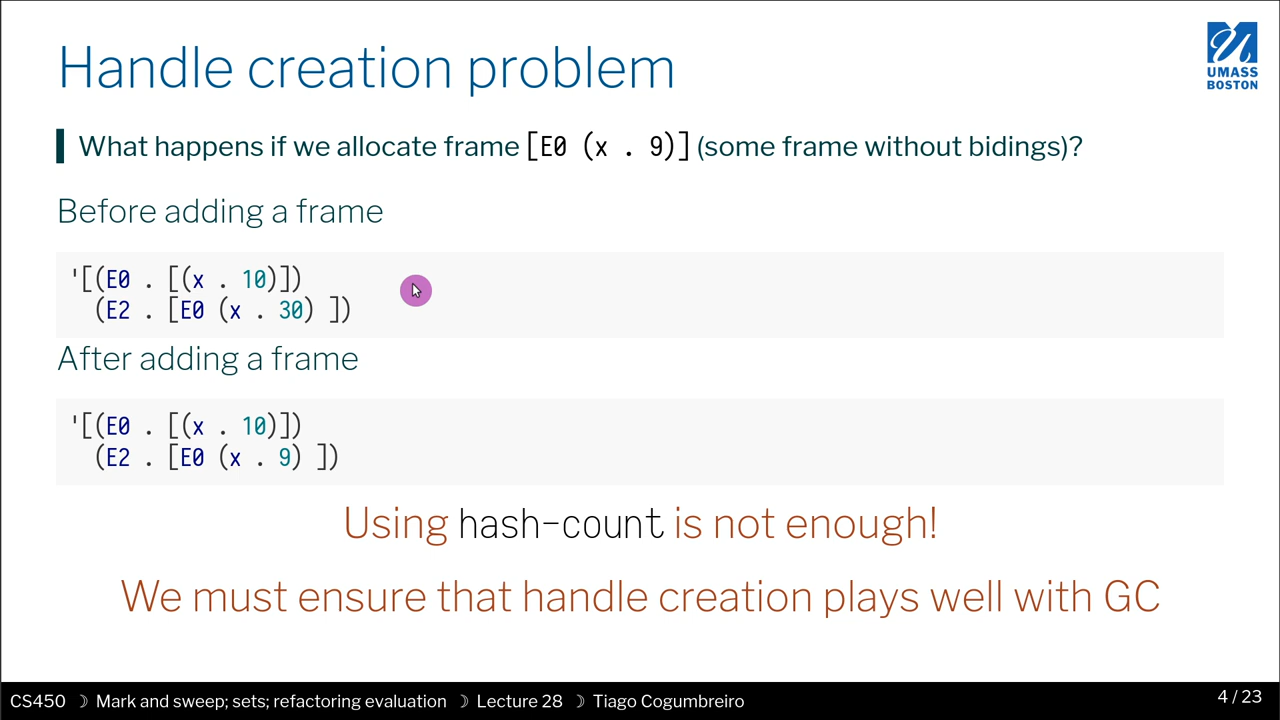 Handle creation problem
UMASS
BOSTON
What happens if we allocate frame [E0 (x . 9)] (some frame without bidings)?
Before adding a frame
'[(E0 . [(x . 10)])
(E2 . [E0 (x . 30) ])
After adding a frame
'[(E0 . [(x . 10)])
(E2 . [E0 (x . 9) ])
Using hash-count is not enough!
We must ensure that handle creation plays well with GC
CS450 ☽ Mark and sweep; sets; refactoring evaluation ☽ Lecture 28 ☽ Tiago Cogumbreiro
4 / 23